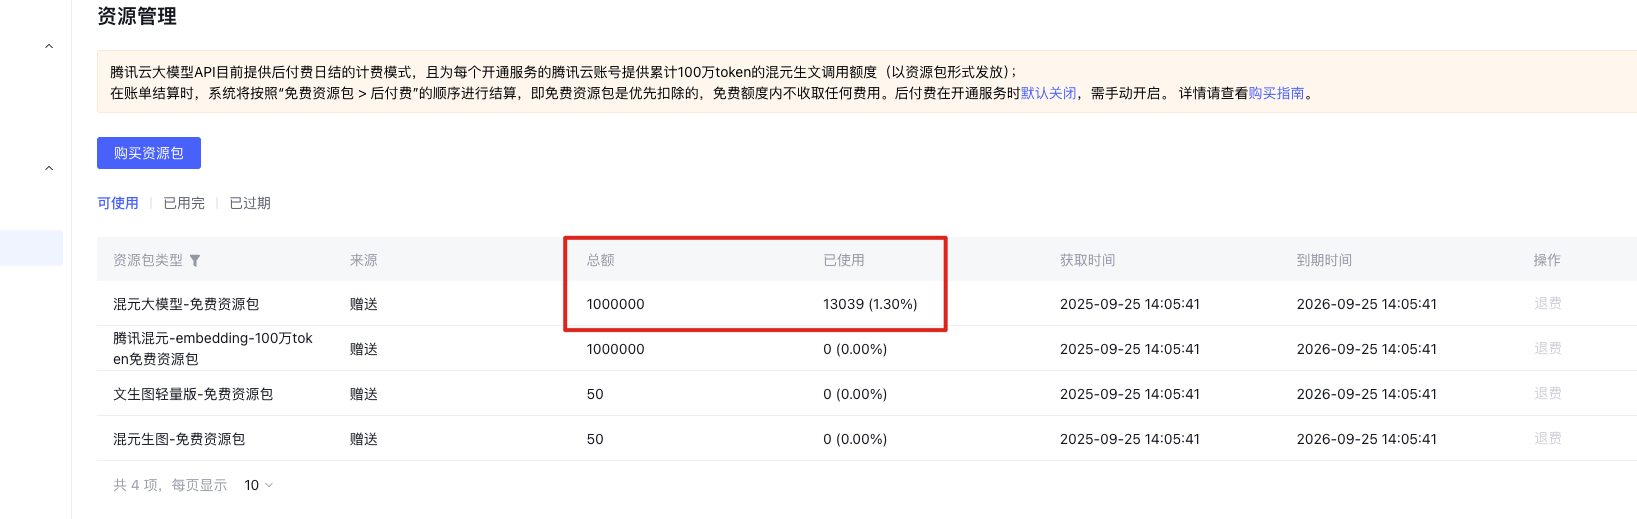 资源管理
腾讯云大模型API目前提供后付费日结的计费模式，且为每个开通服务的腾讯云账号提供累计100万token的混元生文调用额度（以资源包形式发放）；
在账单结算时，系统将按照“免费资源包 > 后付费”的顺序进行结算，即免费资源包是优先扣除的，免费额度内不收取任何费用。后付费在开通服务时默认关闭，需手动开启。 详情请查看购买指南。
购买资源包
可使用 已用完 已过期
资源包类型 来源 总额 已使用 获取时间 到期时间 操作
混元大模型-免费资源包 赠送 1000000 13039 (1.30%) 2025-09-25 14:05:41 2026-09-25 14:05:41 退费
腾讯混元-embedding-100万tok
en免费资源包 赠送 1000000 0 (0.00%) 2025-09-25 14:05:41 2026-09-25 14:05:41 退费
文生图轻量版-免费资源包 赠送 50 0 (0.00%) 2025-09-25 14:05:41 2026-09-25 14:05:41 退费
混元生图-免费资源包 赠送 50 0 (0.00%) 2025-09-25 14:05:41 2026-09-25 14:05:41 退费
共 4 项，每页显示 10